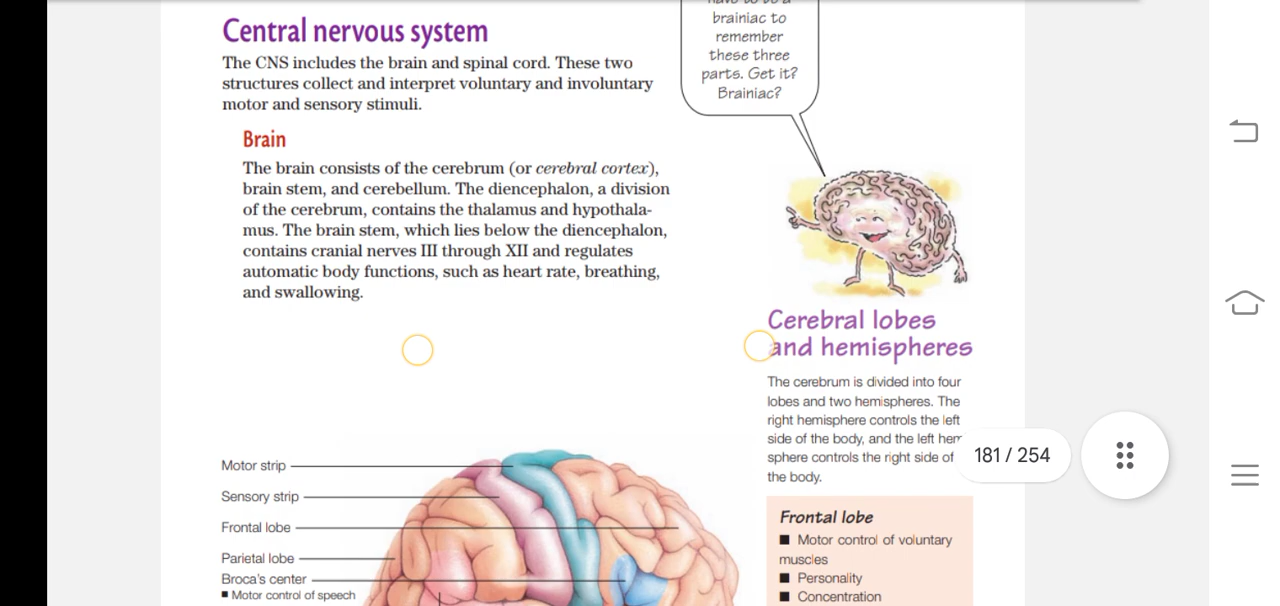 Central nervous system
The CNS includes the brain and spinal cord. These two
structures collect and interpret voluntary and involuntary
motor and sensory stimuli.
Brain
The brain consists of the cerebrum (or cerebral cortex),
brain stem, and cerebellum. The diencephalon, a division
of the cerebrum, contains the thalamus and hypothala-
mus. The brain stem, which lies below the diencephalon,
contains cranial nerves III through XII and regulates
automatic body functions, such as heart rate, breathing,
and swallowing.
have to be a
brainiac to
remember
these three
parts. Get it?
Brainiac?
Motor strip
Sensory strip
Frontal lobe
Parietal lobe
Broca's center
■ Motor control of speech
Cerebral lobes
and hemispheres
The cerebrum is divided into four
lobes and two hemispheres. The
right hemisphere controls the left
side of the body, and the left hem
sphere controls the right side of
the body.
Frontal lobe
■ Motor control of voluntary
muscles
■ Personality
■ Concentration
181 / 254